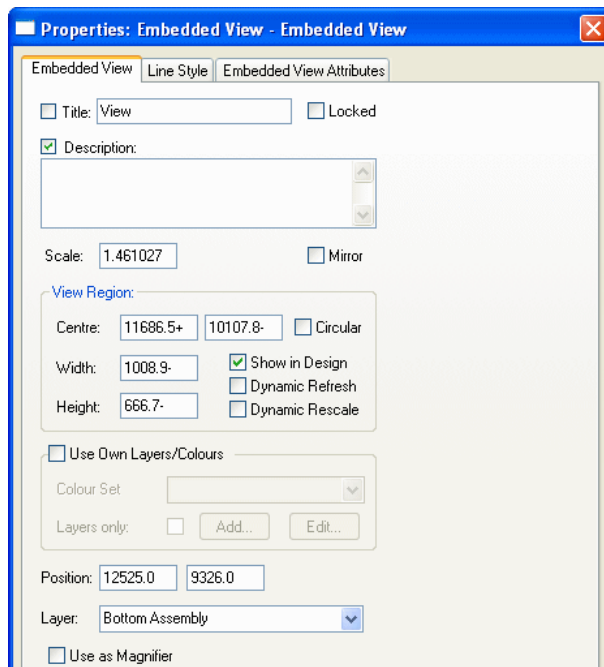 Properties: Embedded View - Embedded View
Embedded View Line Style Embedded View Attributes
Title: View Locked
Description:
Scale: 1.461027 Mirror
View Region:
Centre: 11686.5+ 10107.8- Circular
Width: 1008.9- Show in Design
Dynamic Refresh
Height: 666.7- Dynamic Rescale
Use Own Layers/Colours
Colour Set
Layers only: Add... Edit...
Position: 12525.0 9326.0
Layer: Bottom Assembly
Use as Magnifier